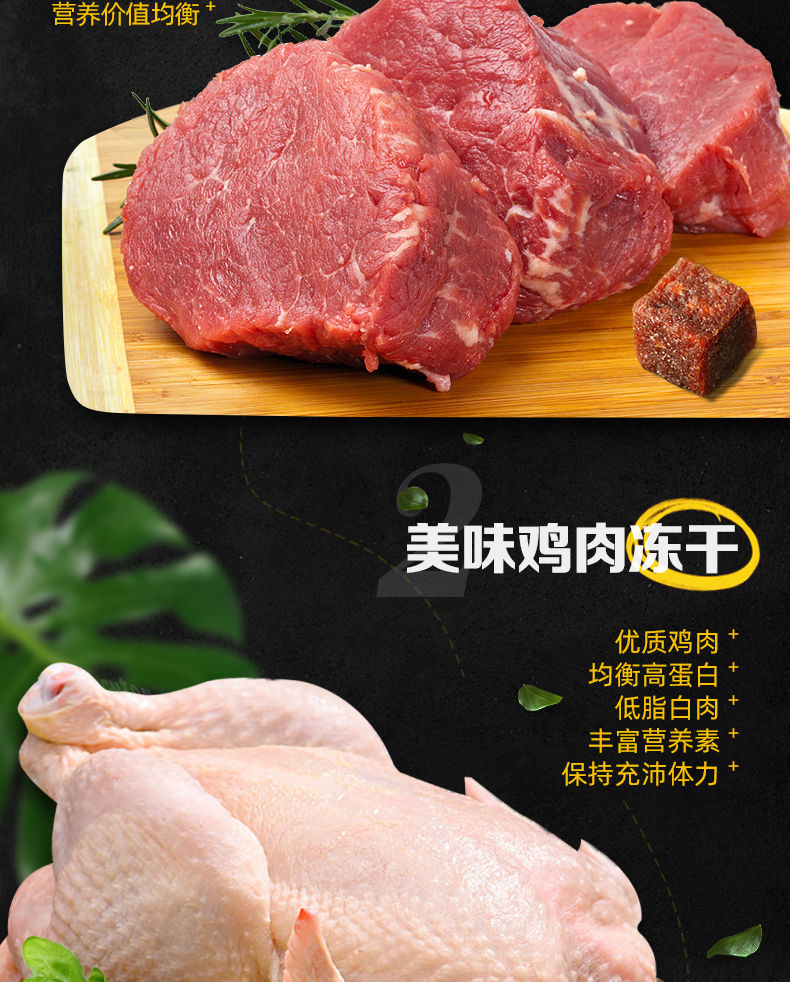 营养价值均衡 +
2
美味鸡肉冻干
优质鸡肉 +
均衡高蛋白 +
低脂白肉 +
丰富营养素 +
保持充沛体力 +